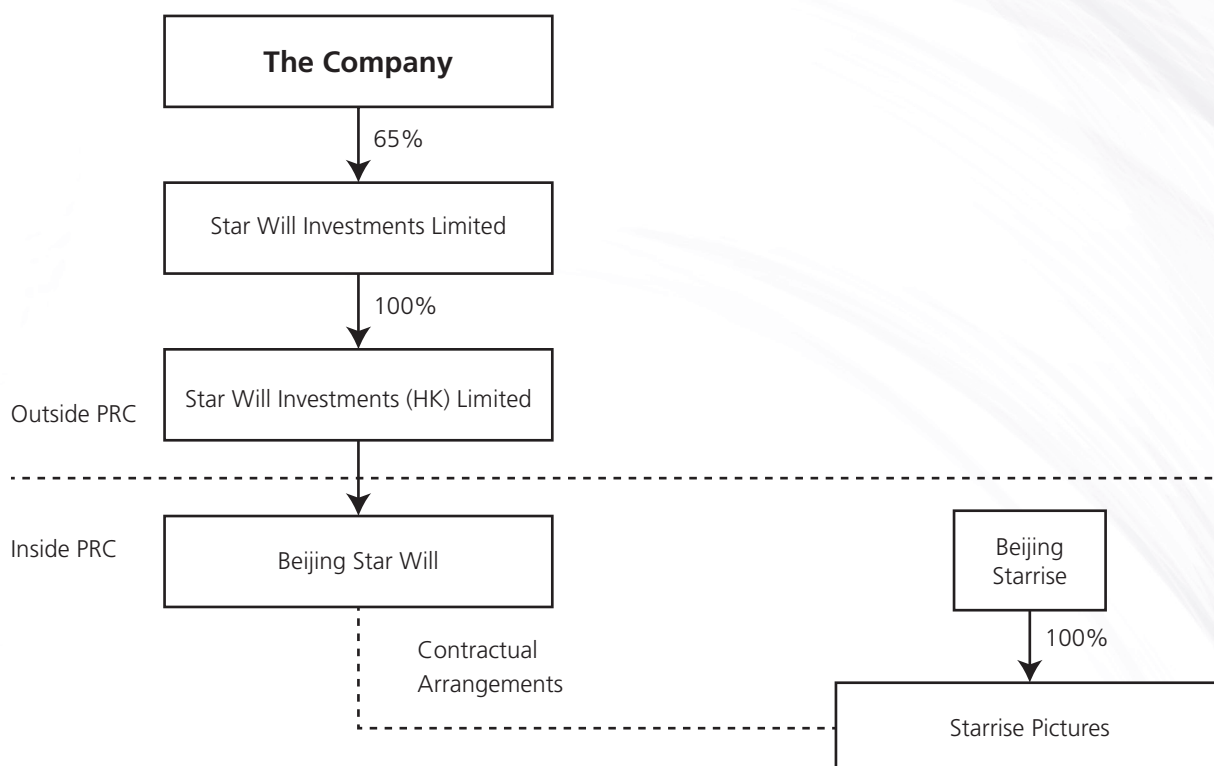 The Company
65%
Star Will Investments Limited
100%
Star Will Investments (HK) Limited
Outside PRC
Inside PRC
Beijing Star Will
Beijing
Starrise
100%
Contractual
Arrangements
Starrise Pictures